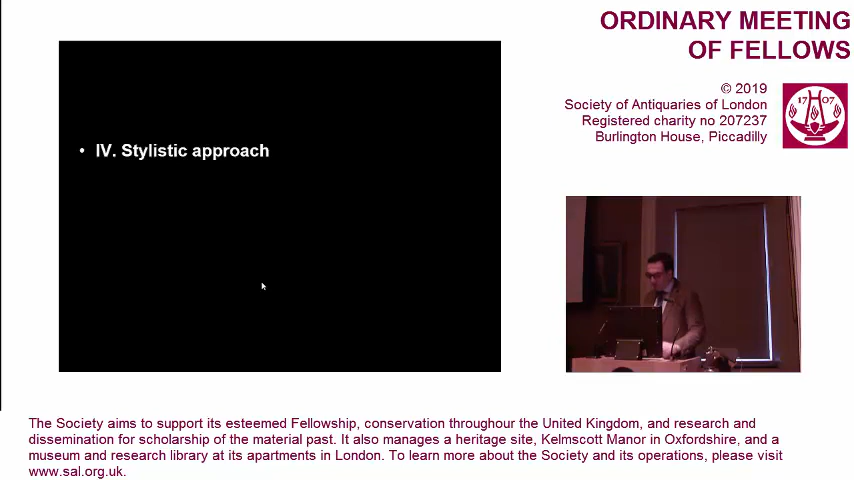 ORDINARY MEETING
OF FELLOWS
© 2019
Society of Antiquaries of London
Registered charity no 207237
Burlington House, Piccadilly
17 07
• IV. Stylistic approach
The Society aims to support its esteemed Fellowship, conservation throughour the United Kingdom, and research and
dissemination for scholarship of the material past. It also manages a heritage site, Kelmscott Manor in Oxfordshire, and a
museum and research library at its apartments in London. To learn more about the Society and its operations, please visit
www.sal.org.uk.